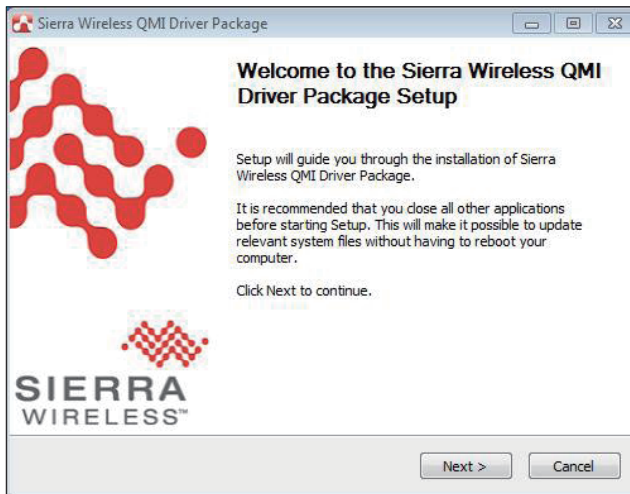 Sierra Wireless QMI Driver Package
Welcome to the Sierra Wireless QMI
Driver Package Setup
Setup will guide you through the installation of Sierra
Wireless QMI Driver Package.
It is recommended that you close all other applications
before starting Setup. This will make it possible to update
relevant system files without having to reboot your
computer.
Click Next to continue.
SIERRA
WIRELESS™
Next >
Cancel